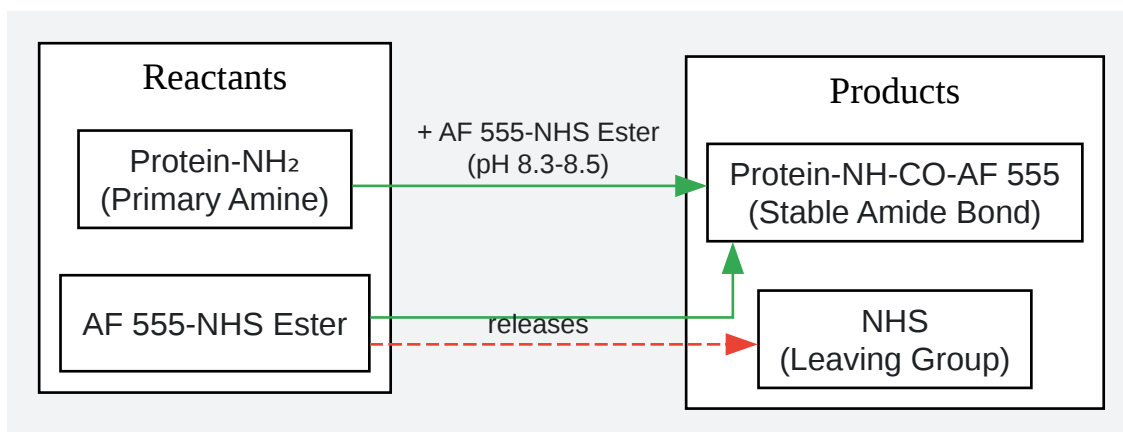 Reactants
Protein-NH₂
(Primary Amine)
AF 555-NHS Ester
+ AF 555-NHS Ester
(pH 8.3-8.5)
releases
Products
Protein-NH-CO-AF 555
(Stable Amide Bond)
NHS
(Leaving Group)